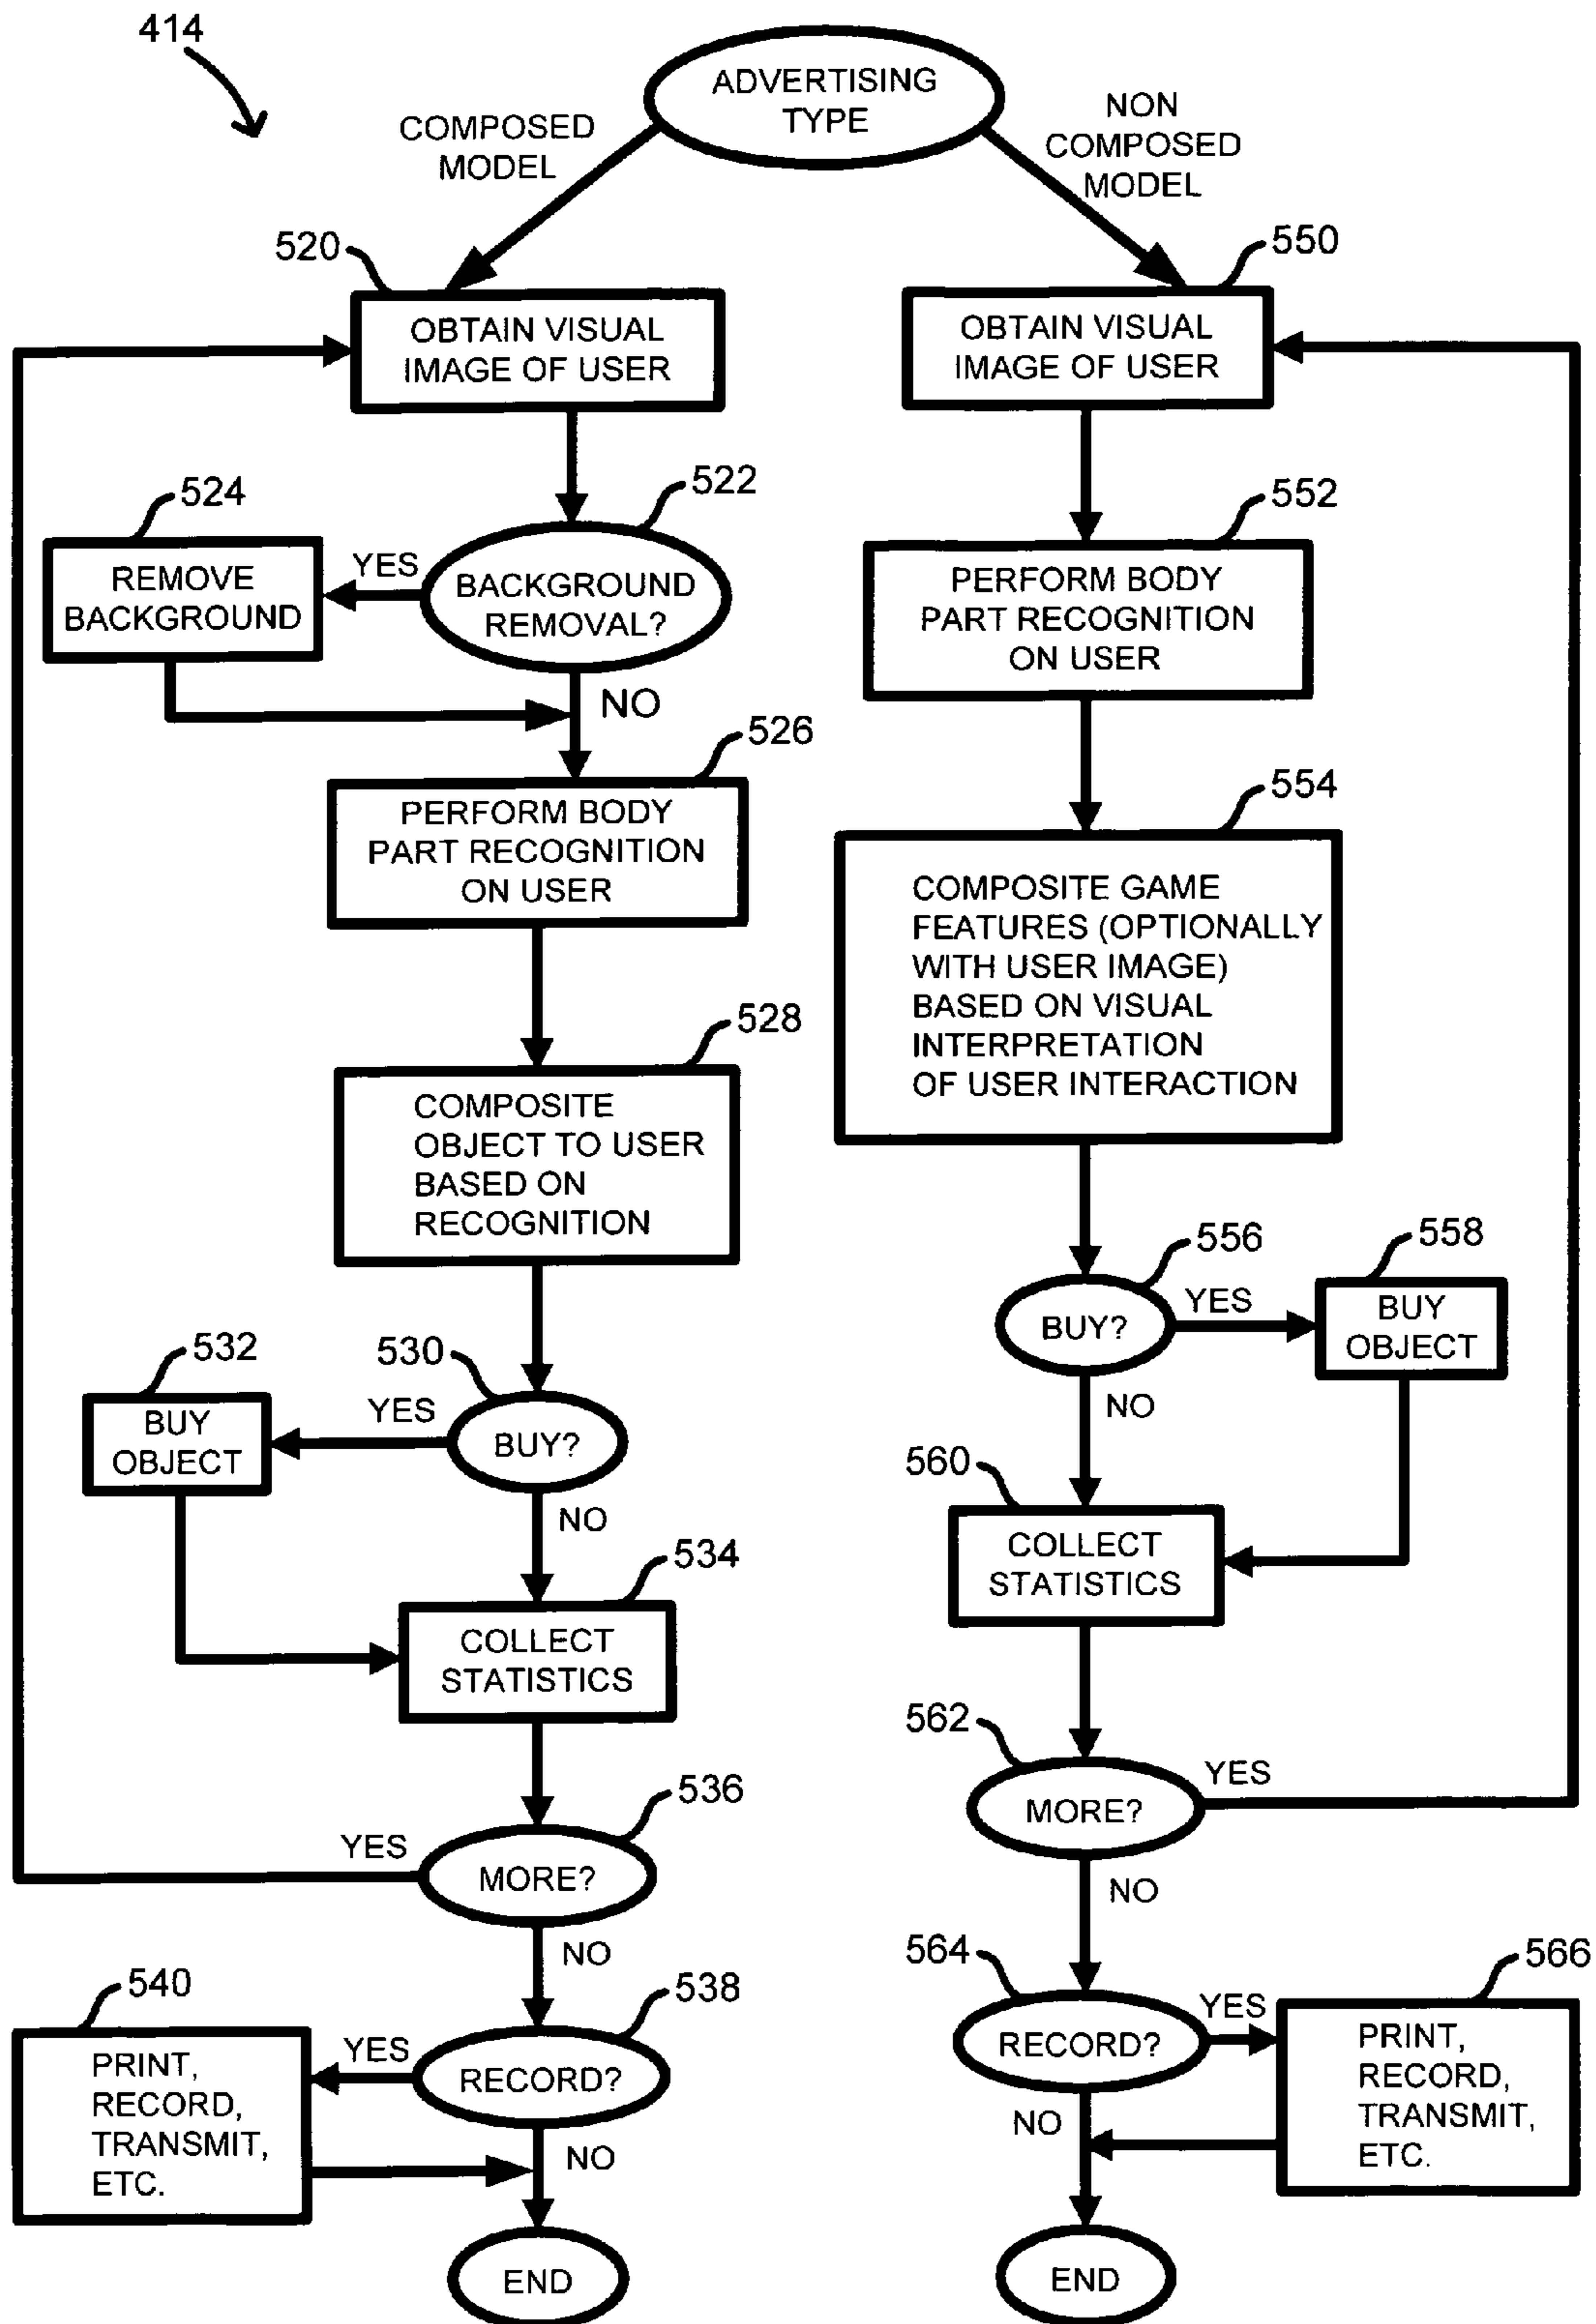 414
ADVERTISING
TYPE
COMPOSED
MODEL
NON
COMPOSED
MODEL
520
OBTAIN VISUAL
IMAGE OF USER
522
BACKGROUND
REMOVAL?
YES
524
REMOVE
BACKGROUND
NO
526
PERFORM BODY
PART RECOGNITION
ON USER
528
COMPOSITE
OBJECT TO USER
BASED ON
RECOGNITION
530
BUY?
YES
532
BUY
OBJECT
NO
534
COLLECT
STATISTICS
536
MORE?
YES
NO
538
RECORD?
YES
540
PRINT,
RECORD,
TRANSMIT,
ETC.
NO
END
550
OBTAIN VISUAL
IMAGE OF USER
552
PERFORM BODY
PART RECOGNITION
ON USER
554
COMPOSITE GAME
FEATURES (OPTIONALLY
WITH USER IMAGE)
BASED ON VISUAL
INTERPRETATION
OF USER INTERACTION
556
BUY?
YES
558
BUY
OBJECT
NO
560
COLLECT
STATISTICS
562
MORE?
YES
NO
564
RECORD?
YES
566
PRINT,
RECORD,
TRANSMIT,
ETC.
NO
END